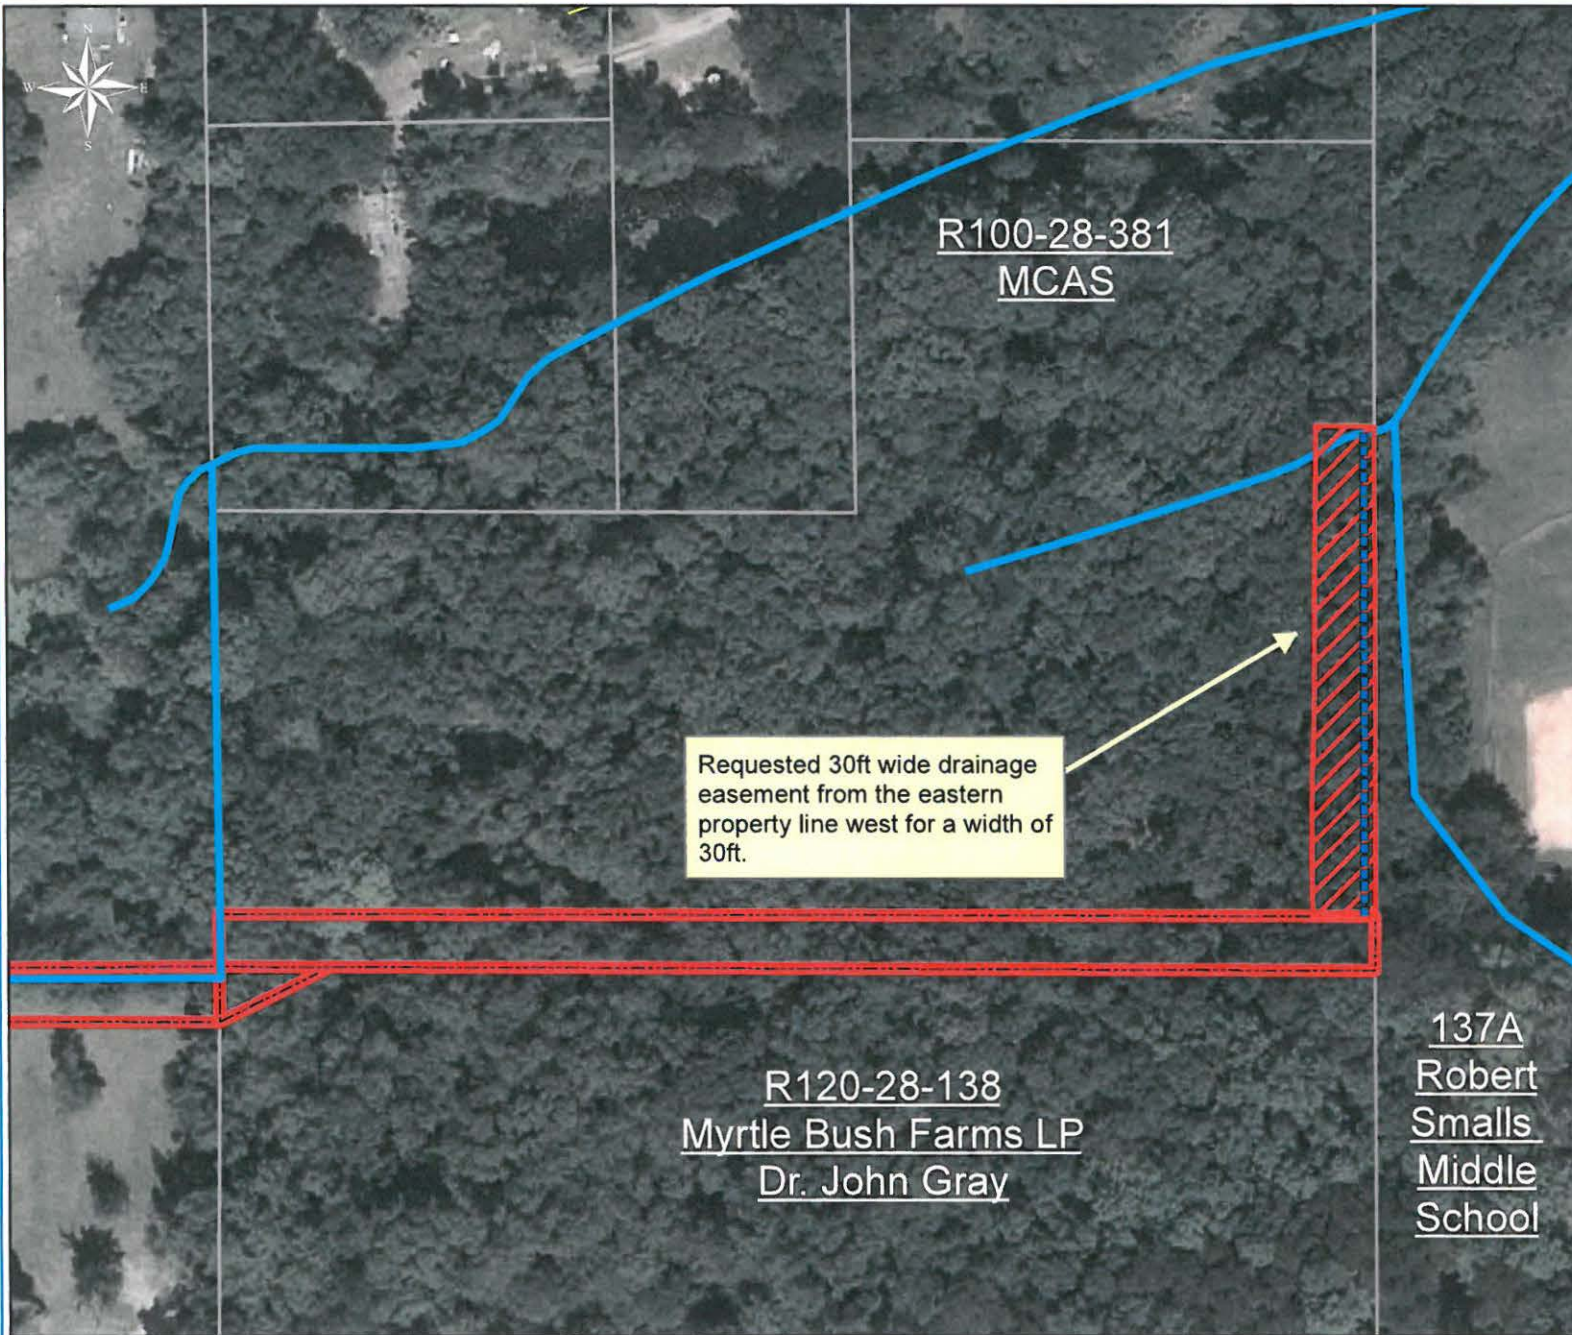 N
W E
S
R100-28-381
MCAS
Requested 30ft wide drainage
easement from the eastern
property line west for a width of
30ft.
137A
Robert
Smalls
Middle
School
R120-28-138
Myrtle Bush Farms LP
Dr. John Gray